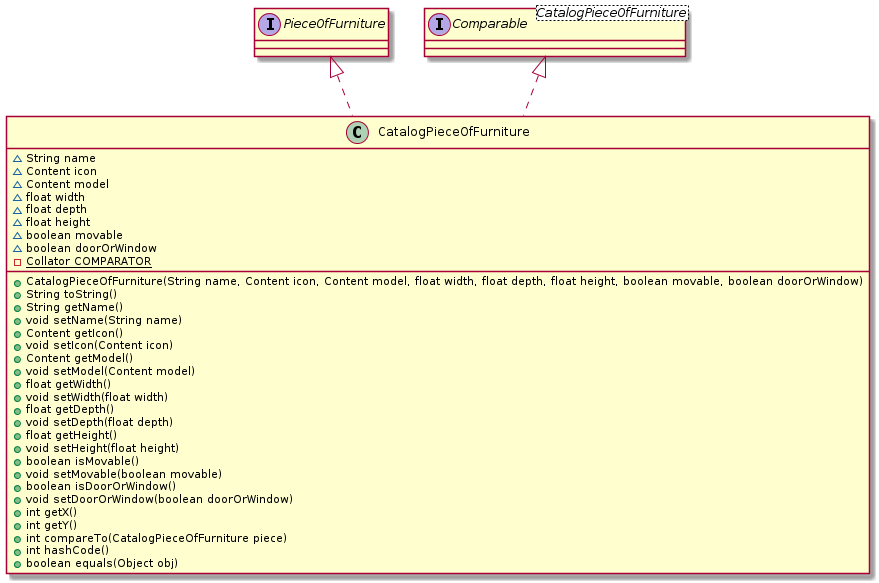 I PieceOfFurniture
I Comparable CatalogPieceOfFurniture
C CatalogPieceOfFurniture
String name
Content icon
Content model
float width
float depth
float height
boolean movable
boolean doorOrWindow
Collator COMPARATOR
CatalogPieceOfFurniture(String name, Content icon, Content model, float width, float depth, float height, boolean movable, boolean doorOrWindow)
String toString()
String getName()
void setName(String name)
Content getIcon()
void setIcon(Content icon)
Content getModel()
void setModel(Content model)
float getWidth()
void setWidth(float width)
float getDepth()
void setDepth(float depth)
float getHeight()
void setHeight(float height)
boolean isMovable()
void setMovable(boolean movable)
boolean isDoorOrWindow()
void setDoorOrWindow(boolean doorOrWindow)
int getX()
int getY()
int compareTo(CatalogPieceOfFurniture piece)
int hashCode()
boolean equals(Object obj)